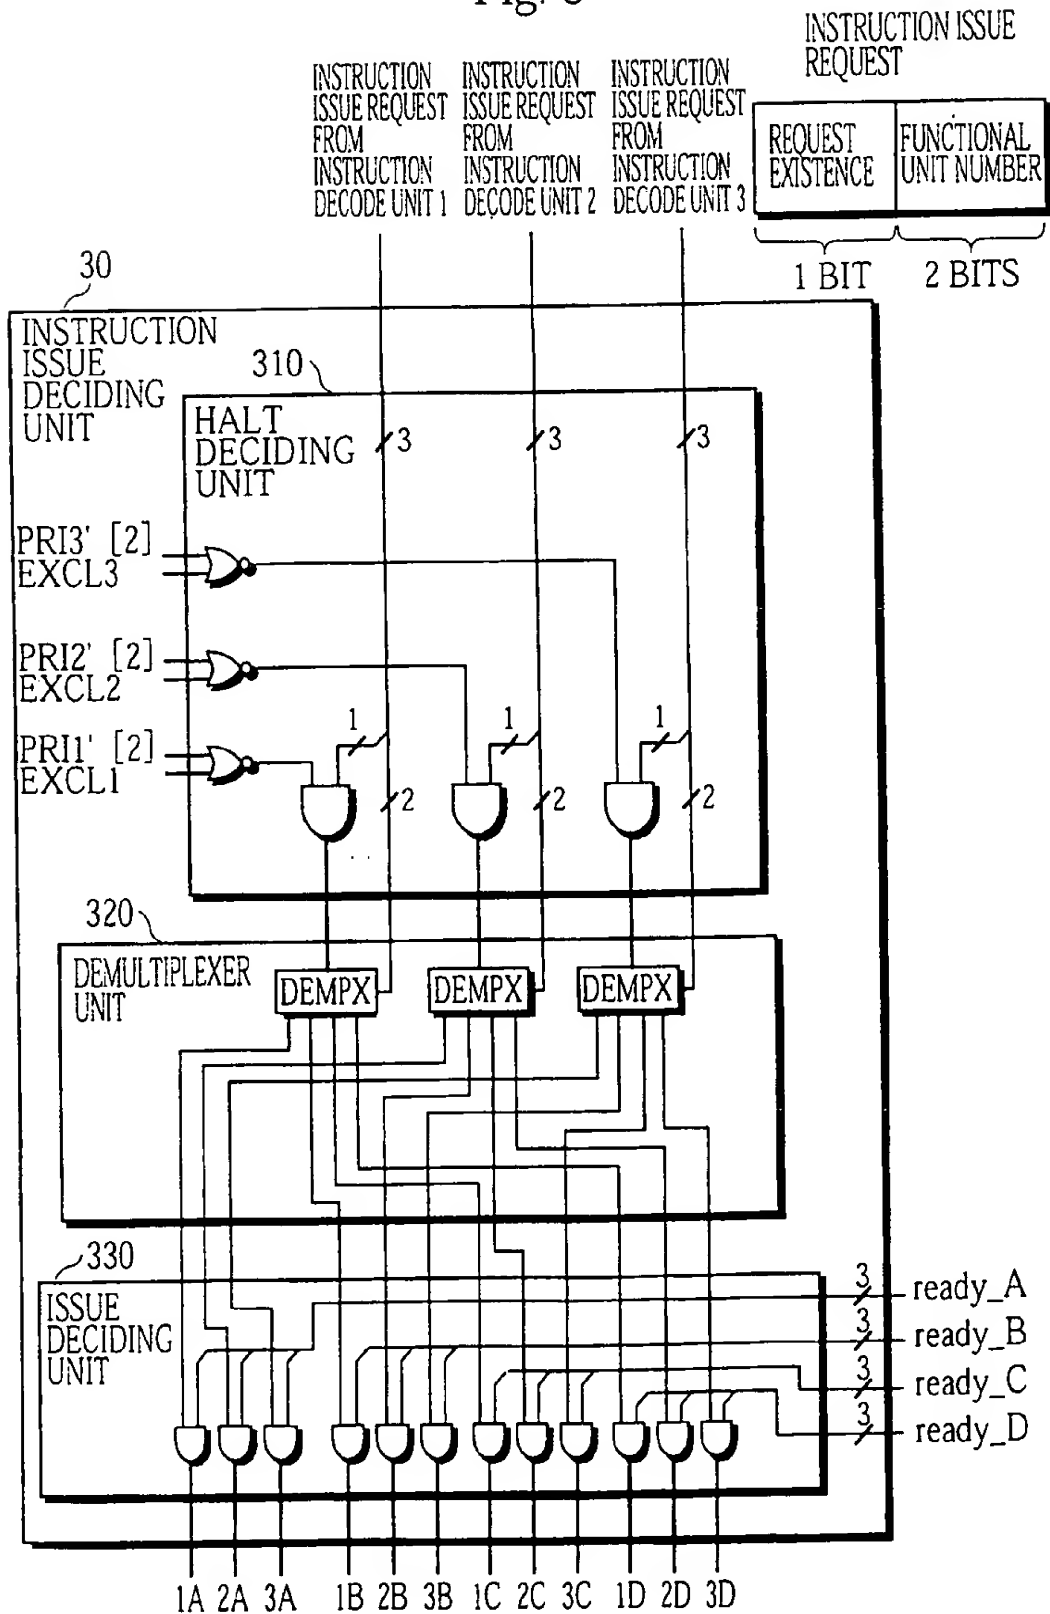 INSTRUCTION ISSUE
REQUEST
INSTRUCTION
ISSUE REQUEST
FROM
INSTRUCTION
DECODE UNIT 1
INSTRUCTION
ISSUE REQUEST
FROM
INSTRUCTION
DECODE UNIT 2
INSTRUCTION
ISSUE REQUEST
FROM
INSTRUCTION
DECODE UNIT 3
REQUEST
EXISTENCE
FUNCTIONAL
UNIT NUMBER
1 BIT
2 BITS
30
INSTRUCTION
ISSUE
DECIDING
UNIT
310
HALT
DECIDING
UNIT
3
3
3
PRI3' [2]
EXCL3
PRI2' [2]
EXCL2
PRI1' [2]
EXCL1
1
1
1
2
2
2
320
DEMULTIPLEXER
UNIT
DEMPX
DEMPX
DEMPX
330
ISSUE
DECIDING
UNIT
3
ready_A
3
ready_B
3
ready_C
3
ready_D
1A 2A 3A 1B 2B 3B 1C 2C 3C 1D 2D 3D